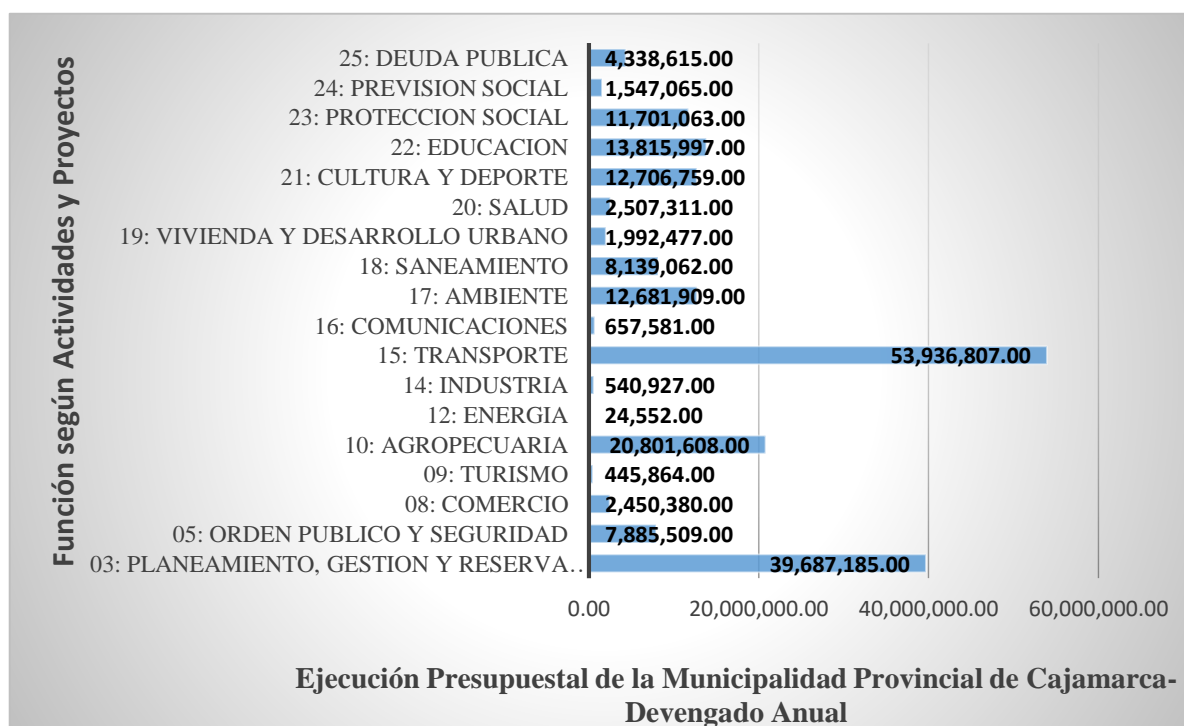 Función según Actividades y Proyectos
25: DEUDA PUBLICA 4,338,615.00
24: PREVISION SOCIAL 1,547,065.00
23: PROTECCION SOCIAL 11,701,063.00
22: EDUCACION 13,815,997.00
21: CULTURA Y DEPORTE 12,706,759.00
20: SALUD 2,507,311.00
19: VIVIENDA Y DESARROLLO URBANO 1,992,477.00
18: SANEAMIENTO 8,139,062.00
17: AMBIENTE 12,681,909.00
16: COMUNICACIONES 657,581.00
15: TRANSPORTE 53,936,807.00
14: INDUSTRIA 540,927.00
12: ENERGIA 24,552.00
10: AGROPECUARIA 20,801,608.00
09: TURISMO 445,864.00
08: COMERCIO 2,450,380.00
05: ORDEN PUBLICO Y SEGURIDAD 7,885,509.00
03: PLANEAMIENTO, GESTION Y RESERVA… 39,687,185.00
0.00 20,000,000.00 40,000,000.00 60,000,000.00
Ejecución Presupuestal de la Municipalidad Provincial de Cajamarca-
Devengado Anual